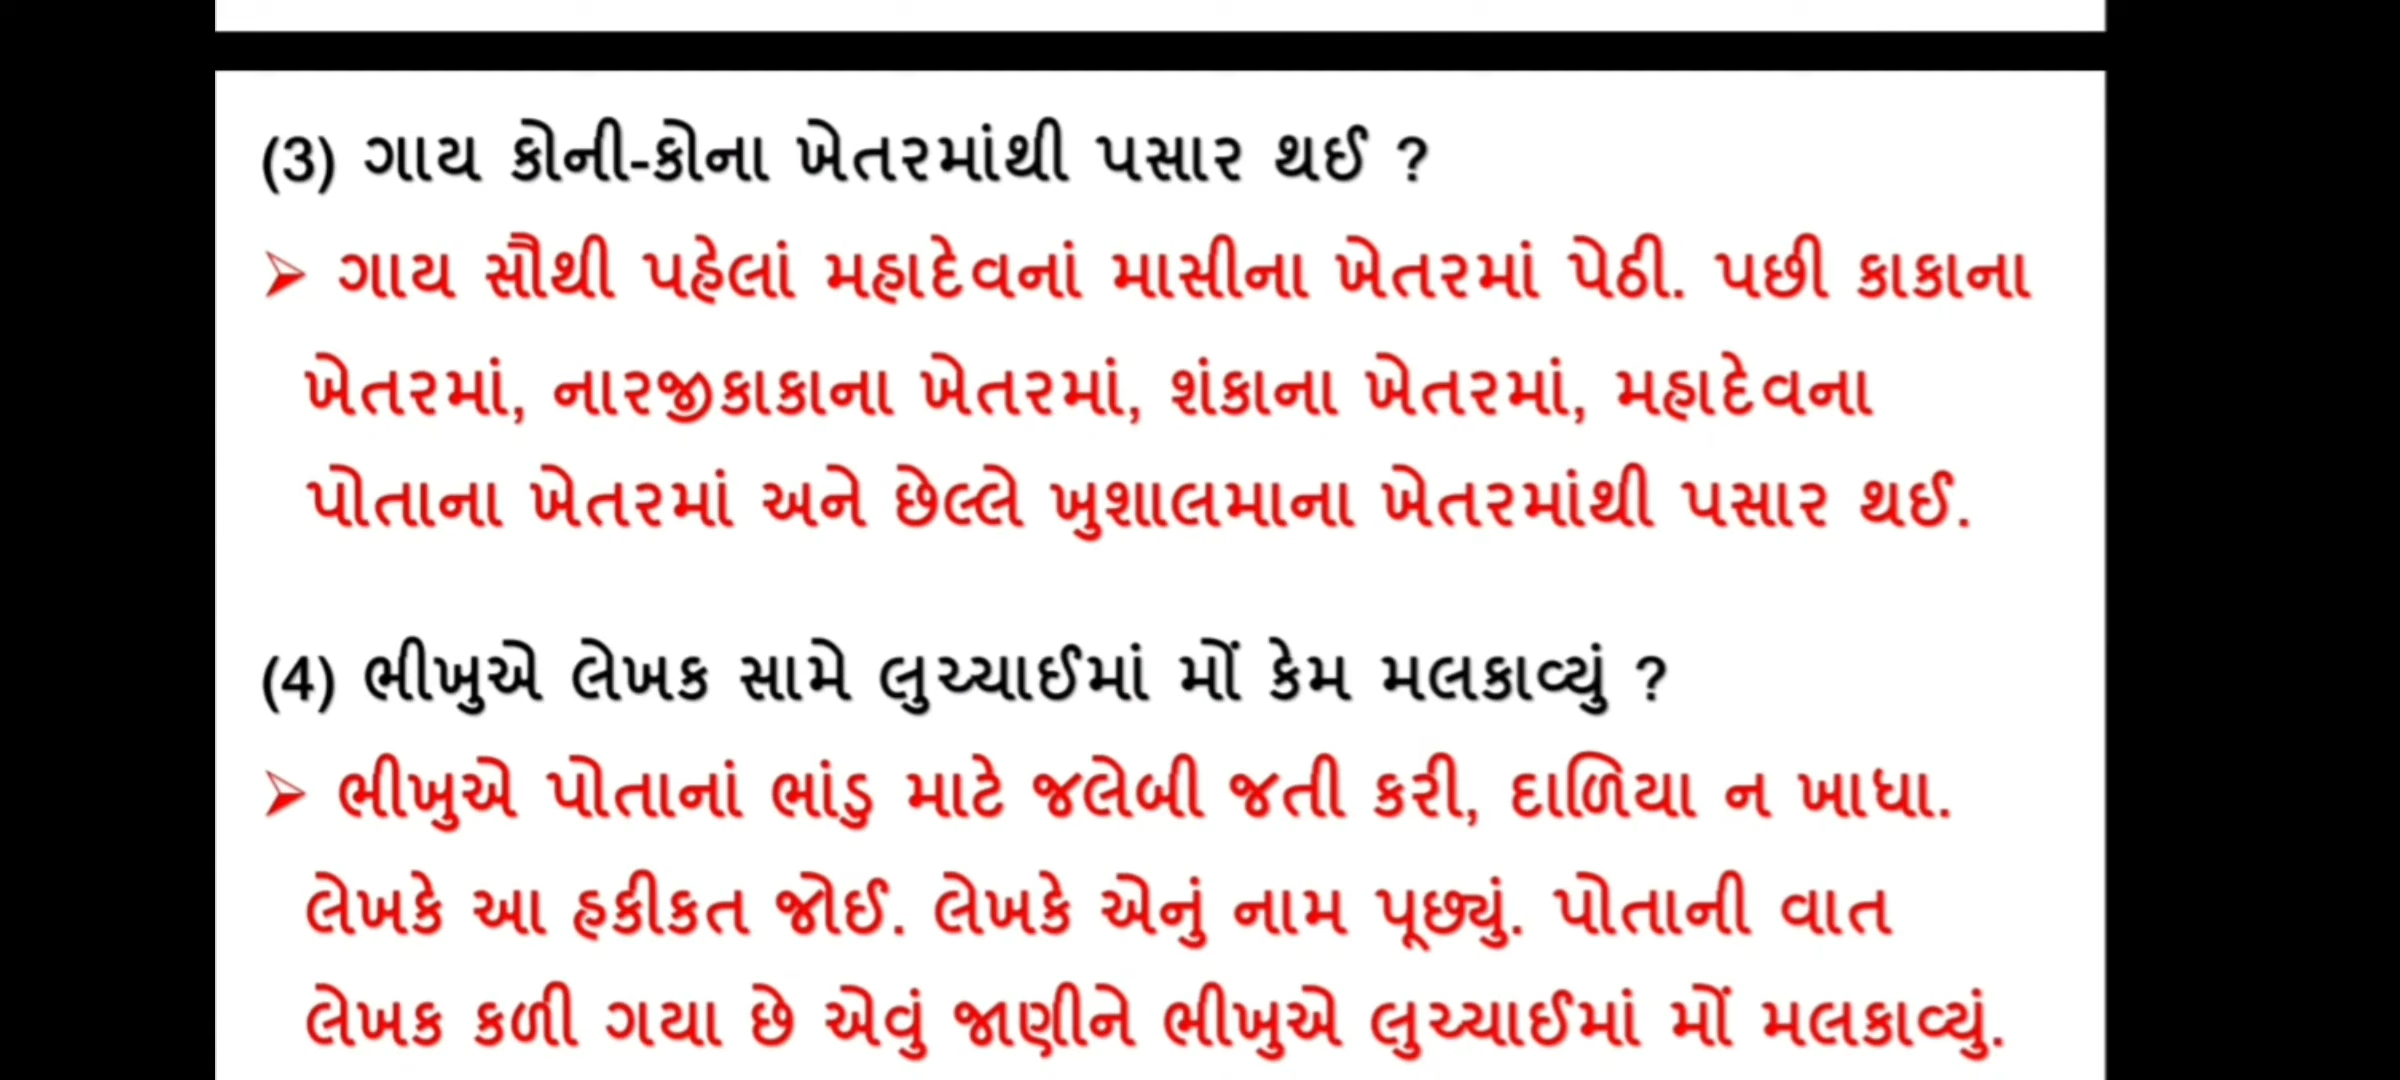 (3) ગાય કોની-કોના ખેતરમાંથી પસાર થઈ ?
➢ ગાય સૌથી પહેલાં મહાદેવનાં માસીના ખેતરમાં પેઠી. પછી કાકાના
ખેતરમાં, નારજીકાકાના ખેતરમાં, શંકાના ખેતરમાં, મહાદેવના
પોતાના ખેતરમાં અને છેલ્લે ખુશાલમાના ખેતરમાંથી પસાર થઈ.
(4) ભીખુએ લેખક સામે લુચ્ચાઈમાં મોં કેમ મલકાવ્યું ?
➢ ભીખુએ પોતાનાં ભાંડુ માટે જલેબી જતી કરી, દાળિયા ન ખાધા.
લેખકે આ હકીકત જોઈ. લેખકે એનું નામ પૂછ્યું. પોતાની વાત
લેખક કળી ગયા છે એવું જાણીને ભીખુએ લુચ્ચાઈમાં મોં મલકાવ્યું.